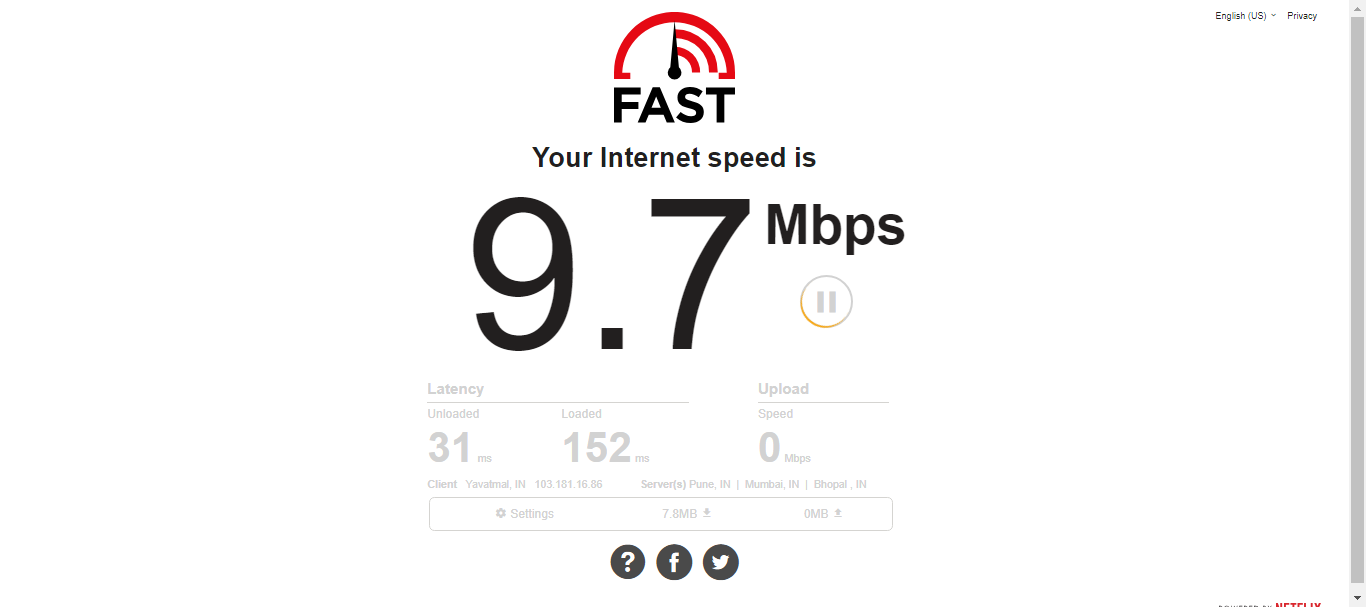 English (US) Privacy
FAST
Your Internet speed is
9.7 Mbps
Latency Upload
Unloaded Loaded Speed
31 ms 152 ms 0 Mbps
Client Yavatmal, IN 103.181.16.86 Server(s) Pune, IN | Mumbai, IN | Bhopal , IN
Settings 7.8MB 0MB
POWERED BY NETFLIX